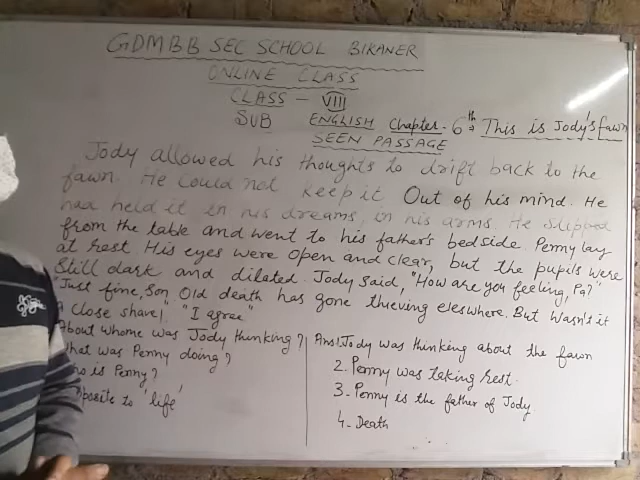 GDMBB SEC SCHOOL BIKANER
ONLINE CLASS
CLASS - VIII
SUB ENGLISH Chapter-6th:- This is Jody's fawn
SEEN PASSAGE
Jody allowed his thoughts to drift back to the
fawn. He could not keep it Out of his mind. He
had held it in his dreams, in his arms. He slipped
from the table and went to his father's bedside. Penny lay
at rest. His eyes were open and clear, but the pupils were
still dark and dilated. Jody said, "How are you feeling, Pa?"
"Just fine, Son. Old death has gone thieving eleswhere. But wasn't it
a close shave!" "I agree"
About whome was Jody thinking?
What was Penny doing?
Who is Penny?
opposite to 'life'
Ans:1 Jody was thinking about the fawn
2. Penny was taking rest.
3. Penny is the father of Jody
4. Death